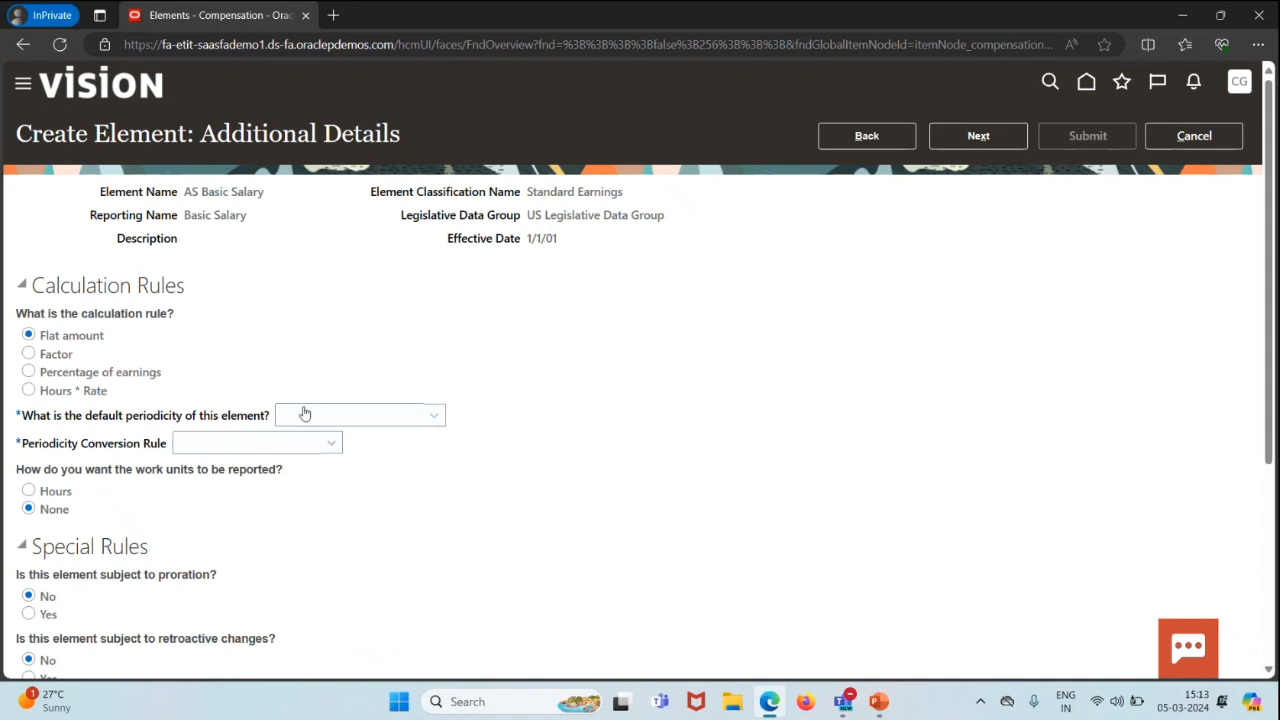 InPrivate
Elements - Compensation - Orac
https://fa-etit-saasfademo1.ds-fa.oraclepdemos.com/hcmUI/faces/FndOverview?fnd=%3B%3B%3B%3Bfalse%3B256%3B%3B%3B&fndGlobalItemNodeId=itemNode_compensation...
VISION
CG
Create Element: Additional Details
Back
Next
Submit
Cancel
Element Name AS Basic Salary
Element Classification Name Standard Earnings
Reporting Name Basic Salary
Legislative Data Group US Legislative Data Group
Description
Effective Date 1/1/01
Calculation Rules
What is the calculation rule?
Flat amount
Factor
Percentage of earnings
Hours * Rate
*What is the default periodicity of this element?
*Periodicity Conversion Rule
How do you want the work units to be reported?
Hours
None
Special Rules
Is this element subject to proration?
No
Yes
Is this element subject to retroactive changes?
No
Yes
1
27°C
Sunny
Search
NEW
ENG
IN
15:13
05-03-2024
PRE